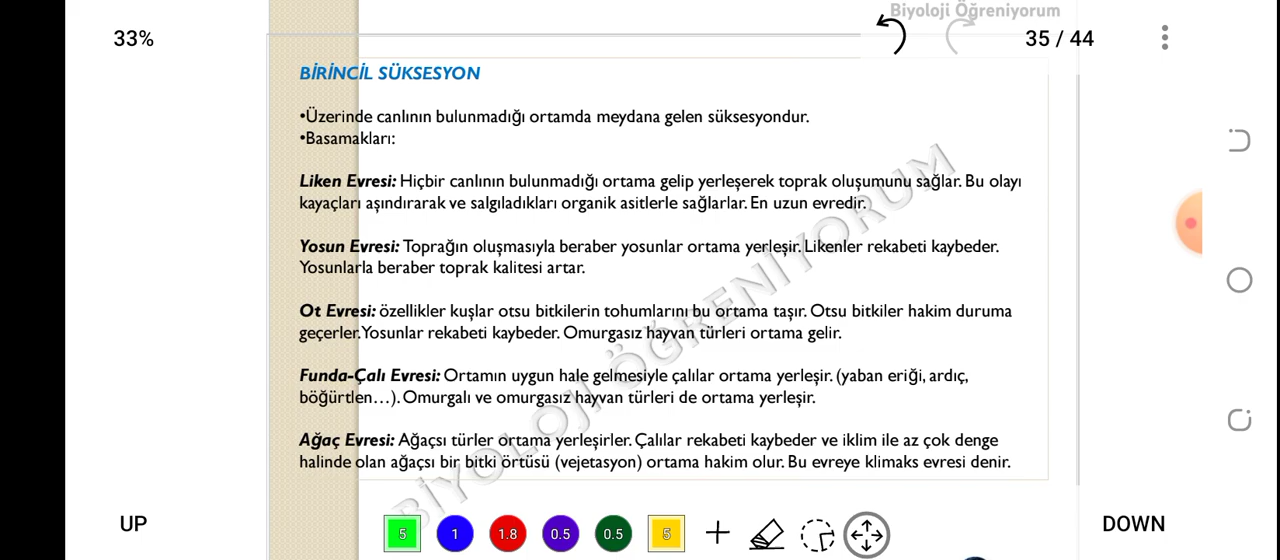 Biyoloji Öğreniyorum
33%
35 / 44
BİRİNCİL SÜKSESYON
•Üzerinde canlının bulunmadığı ortamda meydana gelen süksesyondur.
•Basamakları:
Liken Evresi: Hiçbir canlının bulunmadığı ortama gelip yerleşerek toprak oluşumunu sağlar. Bu olayı
kayaçları aşındırarak ve salgıladıkları organik asitlerle sağlarlar. En uzun evredir.
Yosun Evresi: Toprağın oluşmasıyla beraber yosunlar ortama yerleşir. Likenler rekabeti kaybeder.
Yosunlarla beraber toprak kalitesi artar.
Ot Evresi: özellikler kuşlar otsu bitkilerin tohumlarını bu ortama taşır. Otsu bitkiler hakim duruma
geçerler. Yosunlar rekabeti kaybeder. Omurgasız hayvan türleri ortama gelir.
Funda-Çalı Evresi: Ortamın uygun hale gelmesiyle çalılar ortama yerleşir. (yaban eriği, ardıç,
böğürtlen…). Omurgalı ve omurgasız hayvan türleri de ortama yerleşir.
Ağaç Evresi: Ağaçsı türler ortama yerleşirler. Çalılar rekabeti kaybeder ve iklim ile az çok denge
halinde olan ağaçsı bir bitki örtüsü (vejetasyon) ortama hakim olur. Bu evreye klimaks evresi denir.
BİYOLOJİ ÖĞRENİYORUM
UP
5 1 1.8 0.5 0.5 5
DOWN